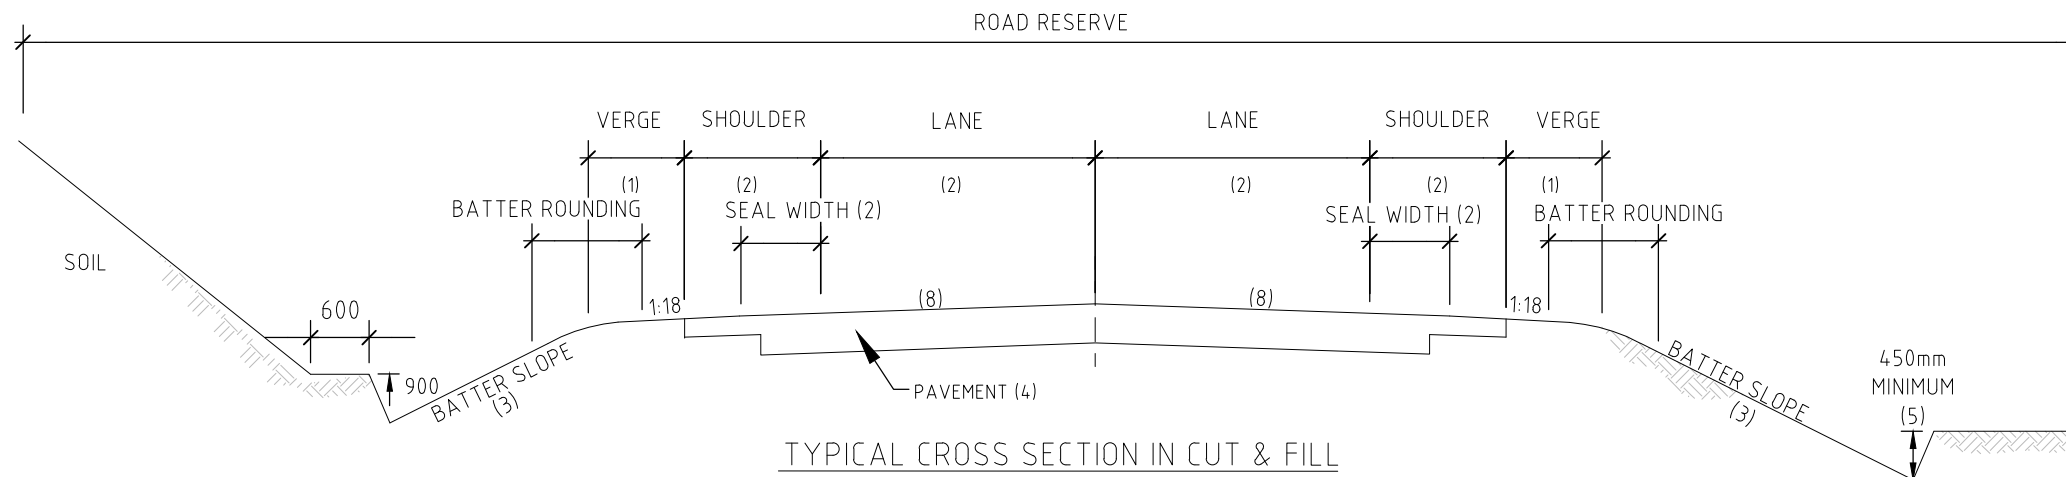 ROAD RESERVE
VERGE SHOULDER LANE LANE SHOULDER VERGE
(1) (2) (2) (2) (2) (1)
BATTER ROUNDING SEAL WIDTH (2) SEAL WIDTH (2) BATTER ROUNDING
SOIL
600
1:18 (8) (8) 1:18
900
BATTER SLOPE
(3)
PAVEMENT (4)
BATTER SLOPE
(3)
450mm
MINIMUM
(5)
TYPICAL CROSS SECTION IN CUT & FILL